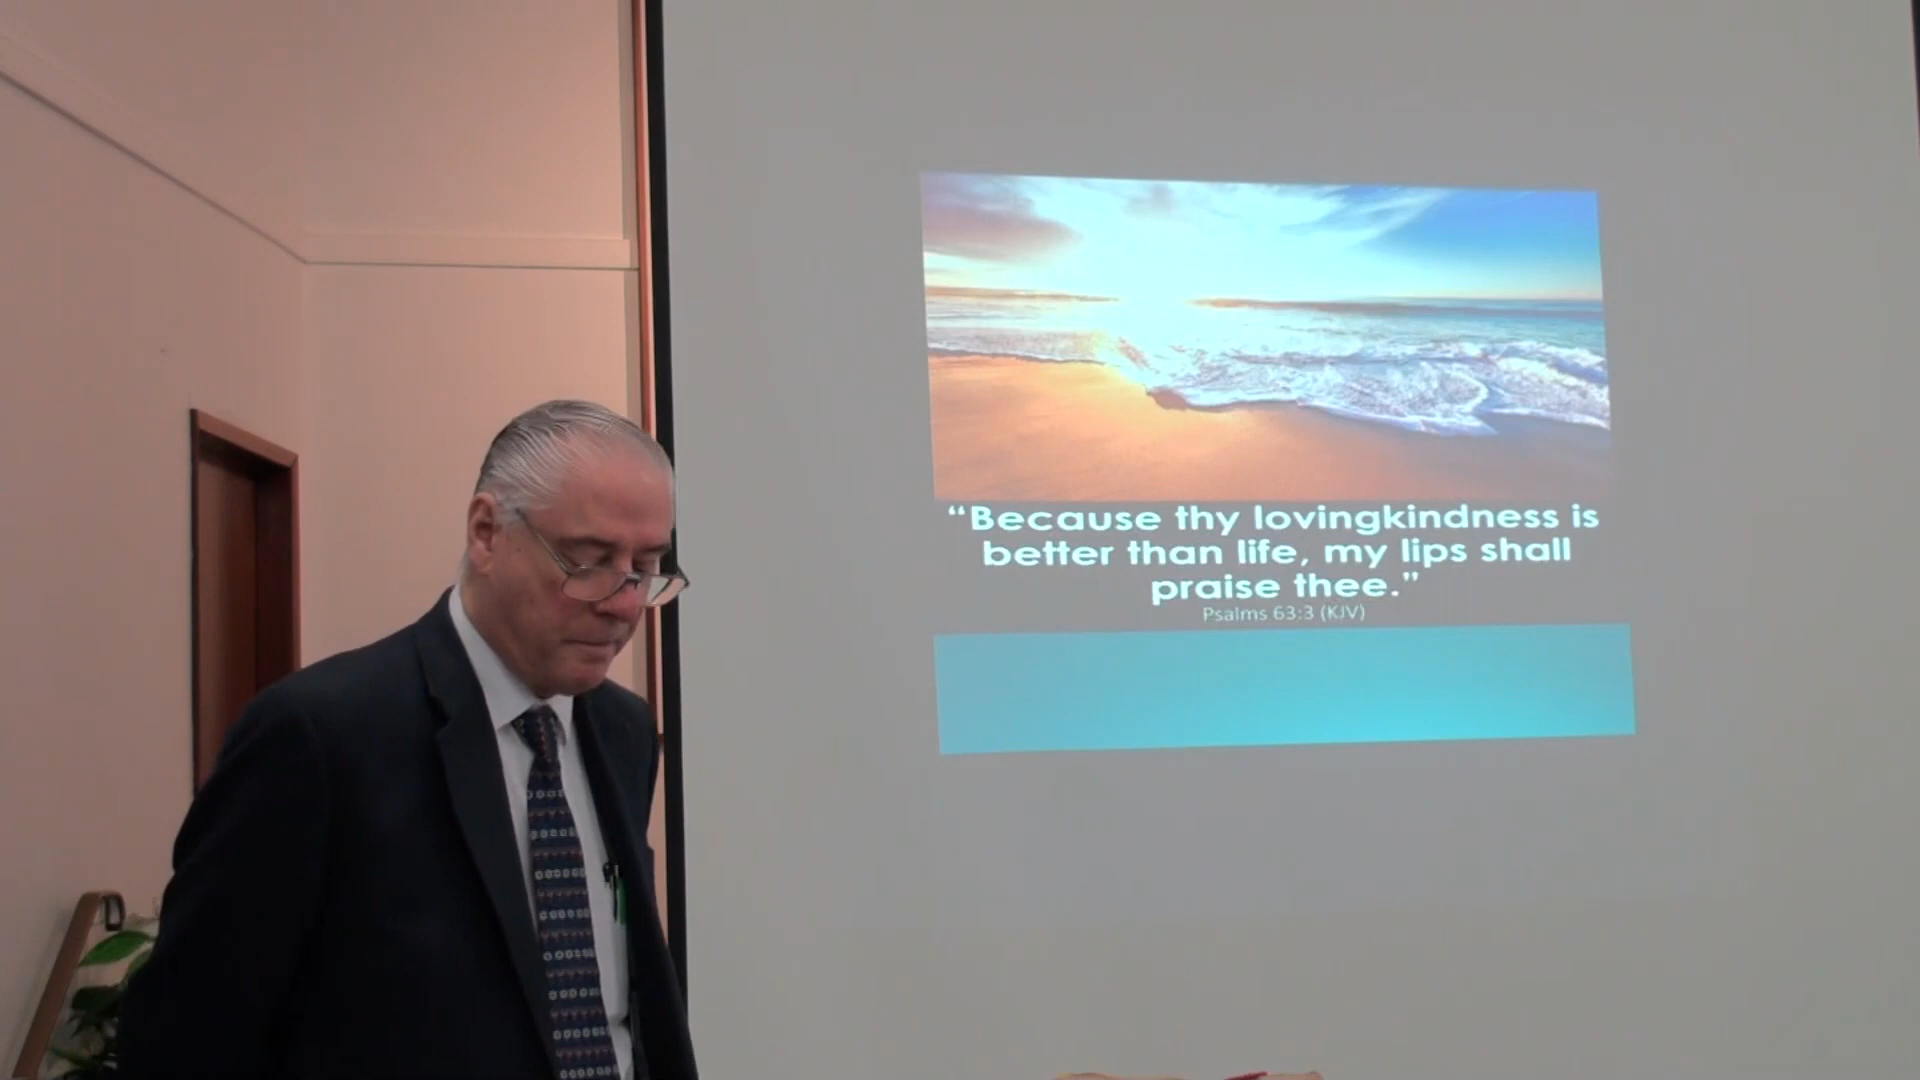 “Because thy lovingkindness is
better than life, my lips shall
praise thee.”
Psalms 63:3 (KJV)